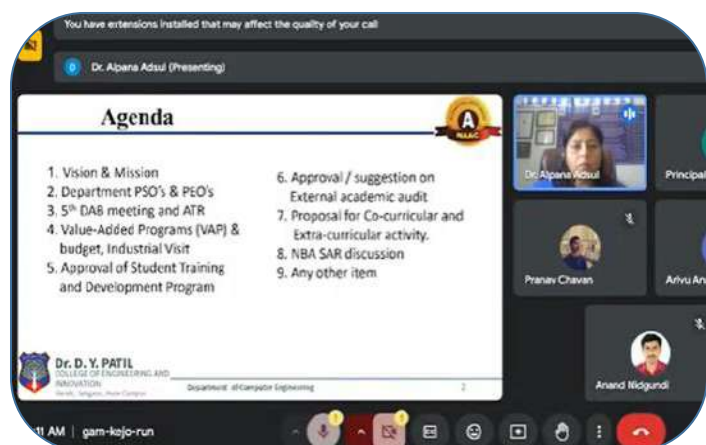 You have extensions installed that may affect the quality of your call
D Dr. Alpana Adsul (Presenting)
Agenda
A
NAAC
1. Vision & Mission
2. Department PSO's & PEO's
3. 5th DAB meeting and ATR
4. Value-Added Programs (VAP) &
budget, Industrial Visit
5. Approval of Student Training
and Development Program
6. Approval / suggestion on
External academic audit
7. Proposal for Co-curricular and
Extra-curricular activity.
8. NBA SAR discussion
9. Any other item
Dr. D. Y. PATIL
COLLEGE OF ENGINEERING AND
INNOVATION
Department of Computer Engineering
2
Dr. Alpana Adsul
Principal
Pranav Chavan
Arivu An
Anand Nidgundi
:11 AM | gam-kejo-run